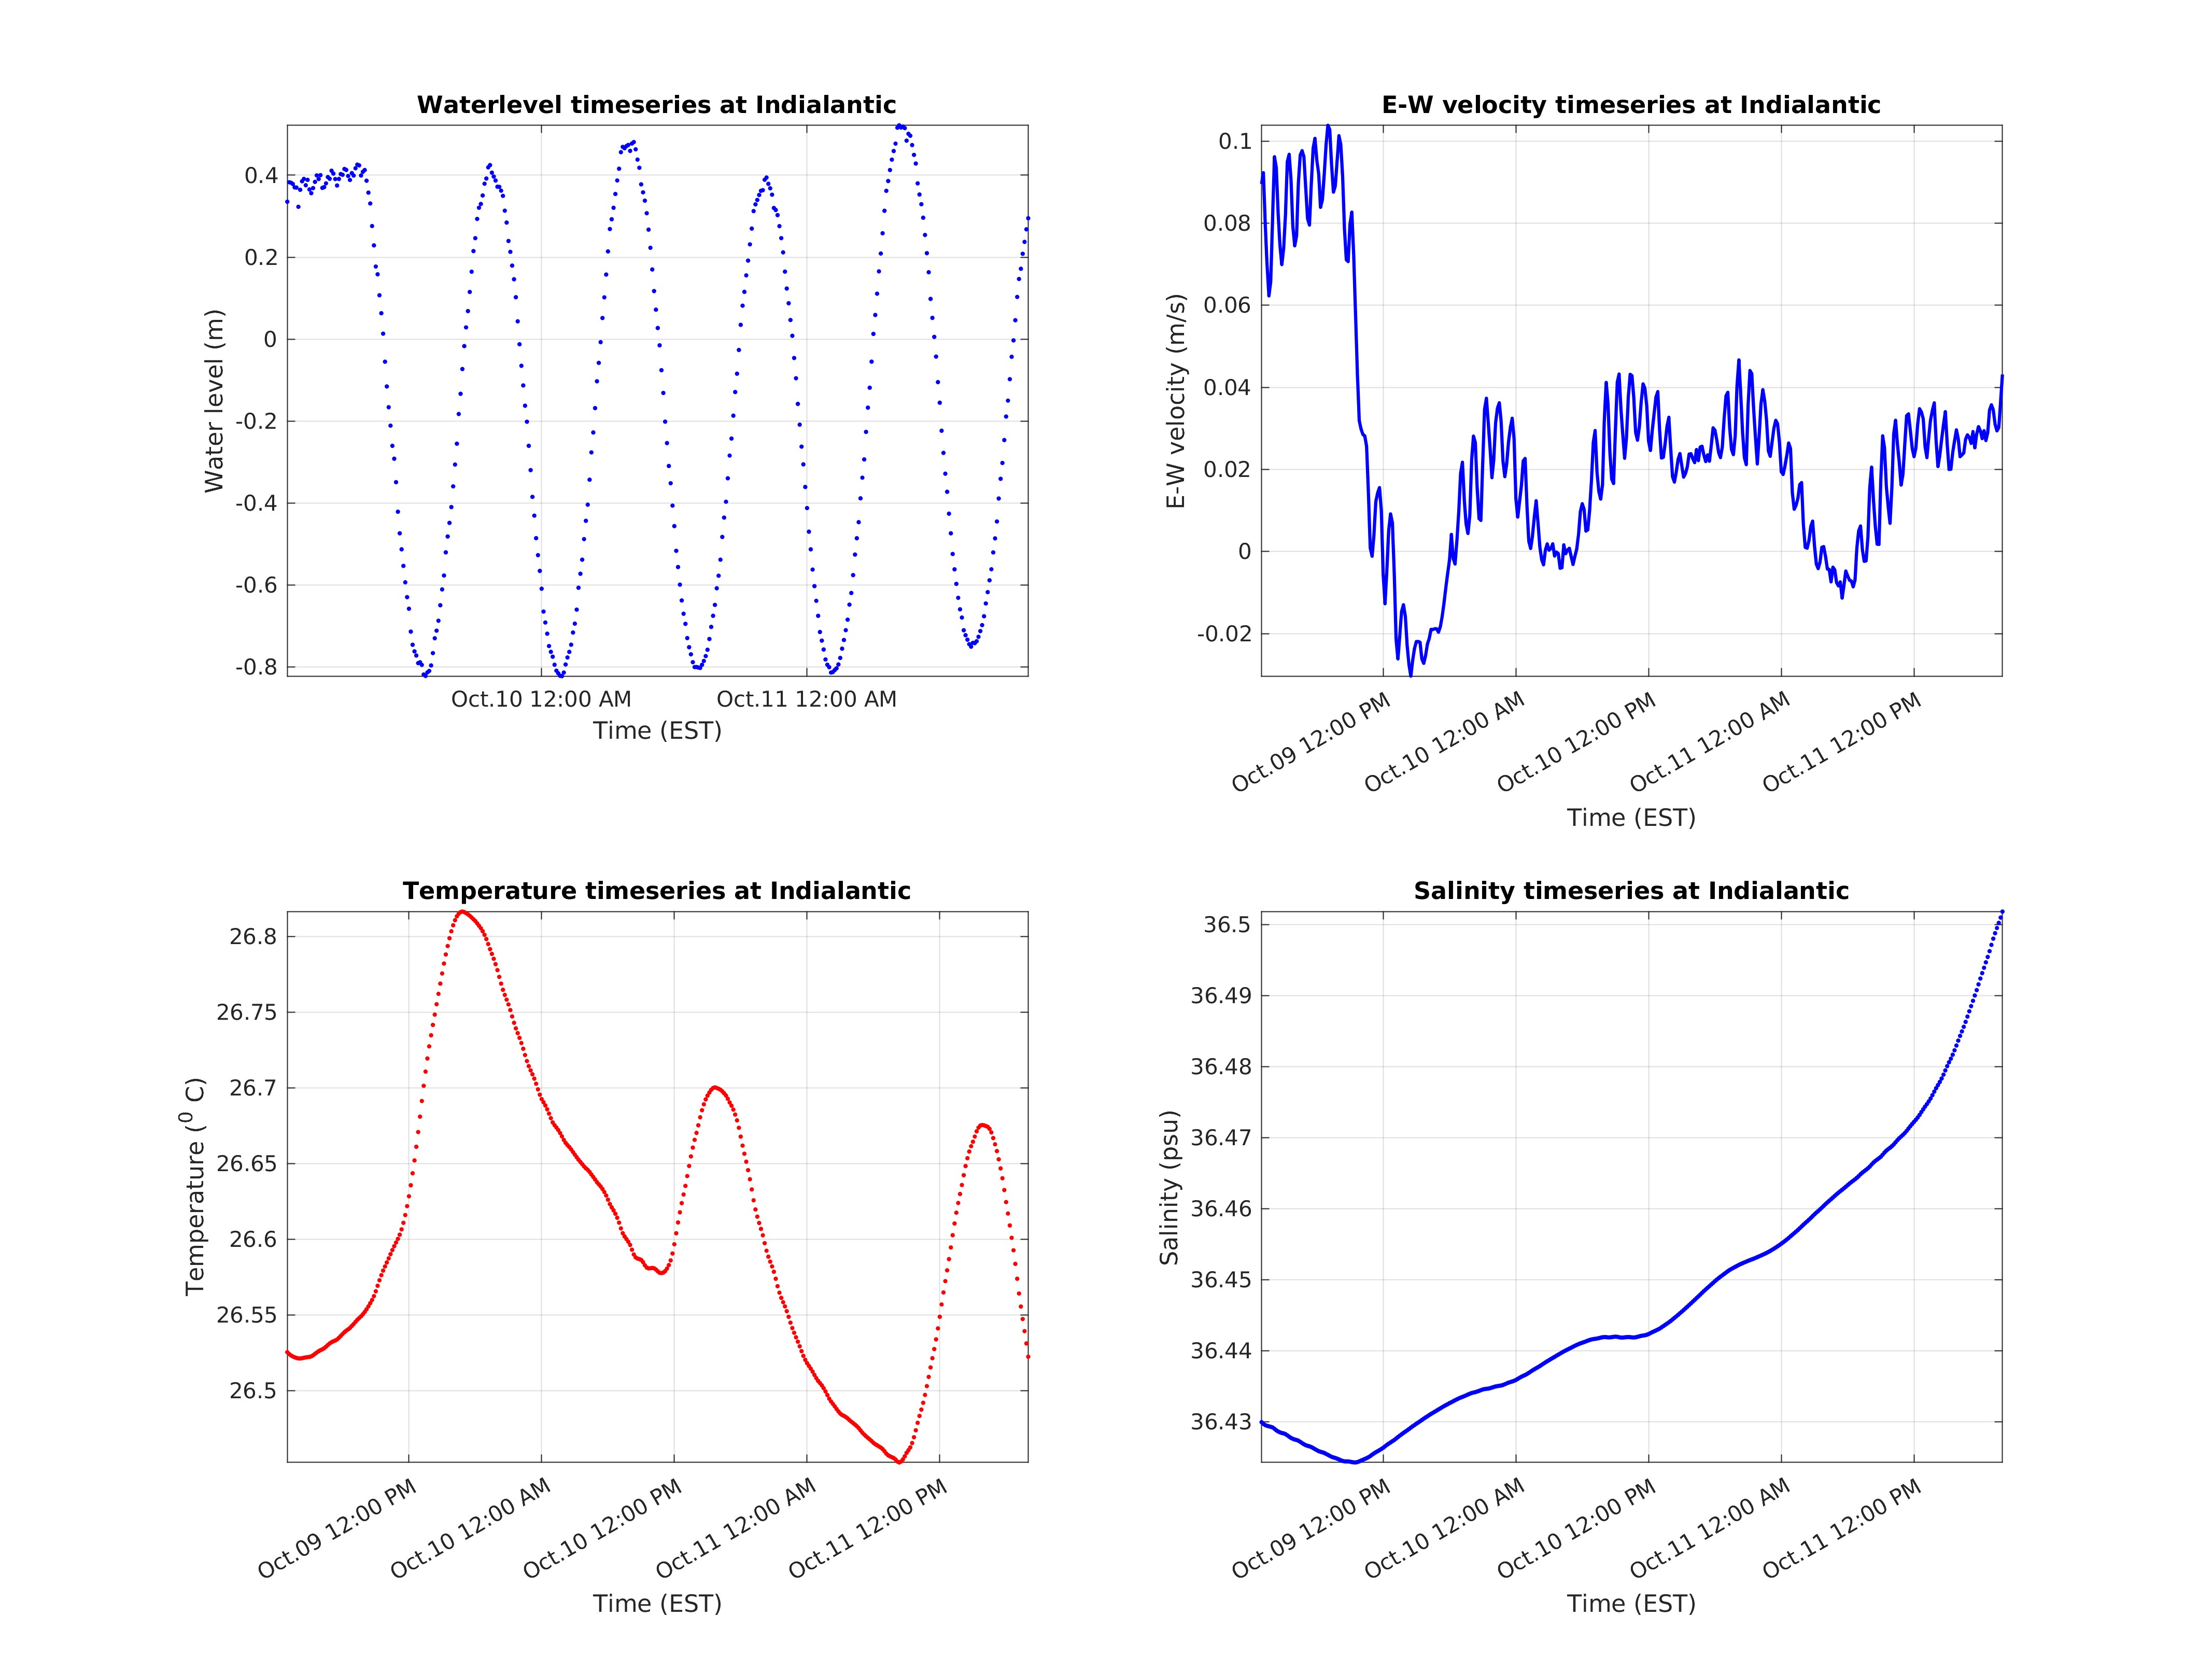 Waterlevel timeseries at Indialantic
0.4
0.2
0
-0.2
-0.4
-0.6
-0.8
Water level (m)
Oct.10 12:00 AM
Oct.11 12:00 AM
Time (EST)
E-W velocity timeseries at Indialantic
0.1
0.08
0.06
0.04
0.02
0
-0.02
E-W velocity (m/s)
Oct.09 12:00 PM
Oct.10 12:00 AM
Oct.10 12:00 PM
Oct.11 12:00 AM
Oct.11 12:00 PM
Time (EST)
Temperature timeseries at Indialantic
26.8
26.75
26.7
26.65
26.6
26.55
26.5
Temperature (⁰ C)
Oct.09 12:00 PM
Oct.10 12:00 AM
Oct.10 12:00 PM
Oct.11 12:00 AM
Oct.11 12:00 PM
Time (EST)
Salinity timeseries at Indialantic
36.5
36.49
36.48
36.47
36.46
36.45
36.44
36.43
Salinity (psu)
Oct.09 12:00 PM
Oct.10 12:00 AM
Oct.10 12:00 PM
Oct.11 12:00 AM
Oct.11 12:00 PM
Time (EST)